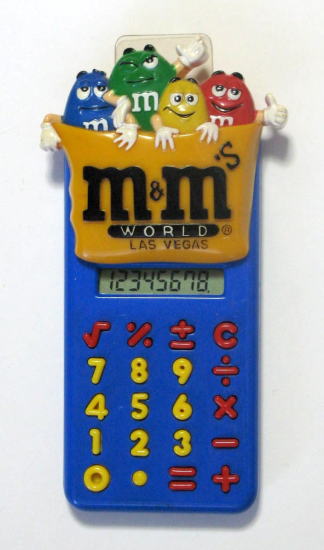 m m m
m&m's
WORLD ®
LAS VEGAS
12345678.
√ % ± C
7 8 9 ÷
4 5 6 ×
1 2 3 −
0 . = +